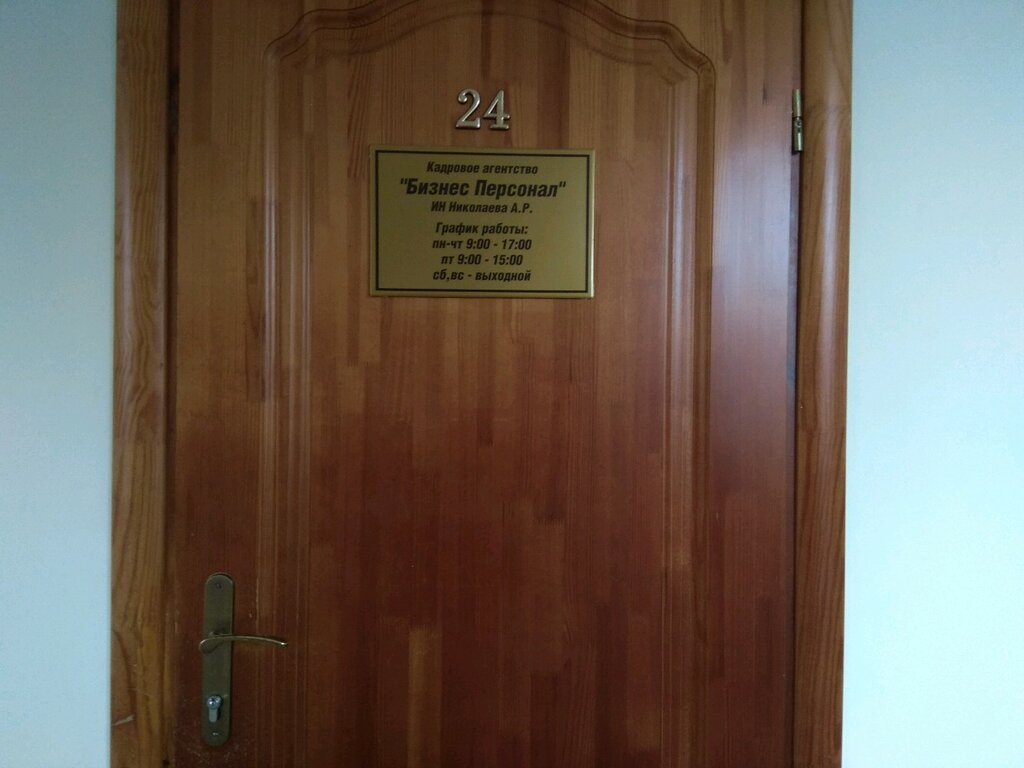 24
Кадровое агентство
"Бизнес Персонал"
ИН Николаева А.Р.
График работы:
пн-чт 9:00 - 17:00
пт 9:00 - 15:00
сб,вс - выходной